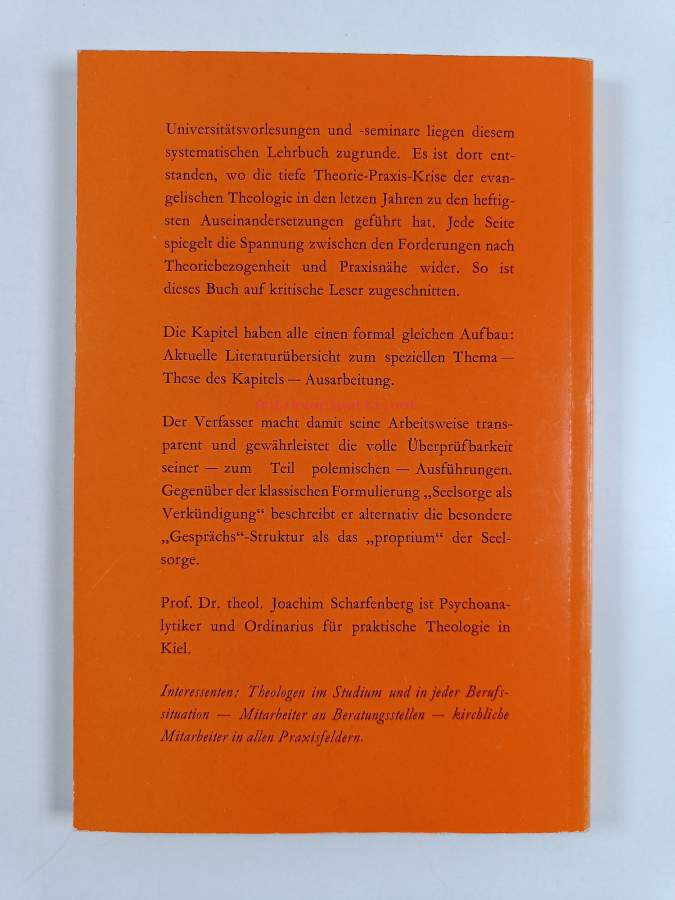 Universitätsvorlesungen und -seminare liegen diesem
systematischen Lehrbuch zugrunde. Es ist dort ent-
standen, wo die tiefe Theorie-Praxis-Krise der evan-
gelischen Theologie in den letzen Jahren zu den heftig-
sten Auseinandersetzungen geführt hat. Jede Seite
spiegelt die Spannung zwischen den Forderungen nach
Theoriebezogenheit und Praxisnähe wider. So ist
dieses Buch auf kritische Leser zugeschnitten.
Die Kapitel haben alle einen formal gleichen Aufbau:
Aktuelle Literaturübersicht zum speziellen Thema —
These des Kapitels — Ausarbeitung.
Der Verfasser macht damit seine Arbeitsweise trans-
parent und gewährleistet die volle Überprüfbarkeit
seiner — zum Teil polemischen — Ausführungen.
Gegenüber der klassischen Formulierung „Seelsorge als
Verkündigung“ beschreibt er alternativ die besondere
„Gesprächs“-Struktur als das „proprium“ der Seel-
sorge.
Prof. Dr. theol. Joachim Scharfenberg ist Psychoana-
lytiker und Ordinarius für praktische Theologie in
Kiel.
Interessenten: Theologen im Studium und in jeder Berufs-
situation — Mitarbeiter an Beratungsstellen — kirchliche
Mitarbeiter in allen Praxisfeldern.